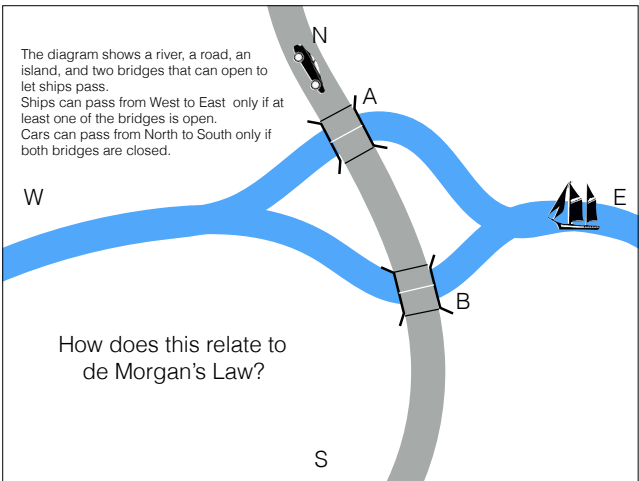 The diagram shows a river, a road, an
island, and two bridges that can open to
let ships pass.
Ships can pass from West to East only if at
least one of the bridges is open.
Cars can pass from North to South only if
both bridges are closed.
N
A
W
E
B
How does this relate to
de Morgan's Law?
S